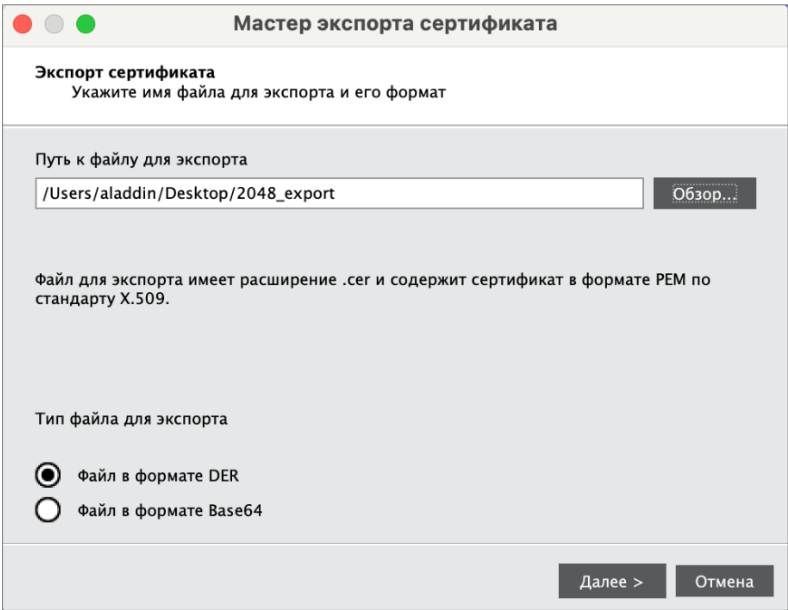 Мастер экспорта сертификата
Экспорт сертификата
Укажите имя файла для экспорта и его формат
Путь к файлу для экспорта
/Users/aladdin/Desktop/2048_export
Обзор...
Файл для экспорта имеет расширение .cer и содержит сертификат в формате PEM по
стандарту X.509.
Тип файла для экспорта
Файл в формате DER
Файл в формате Base64
Далее >
Отмена